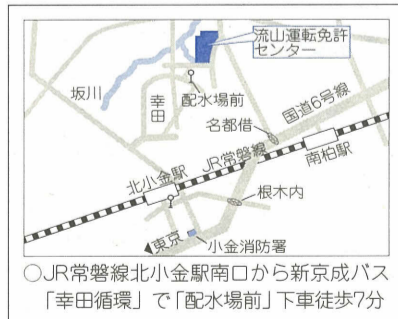 流山運転免許
センター
坂川
幸田
配水場前
国道6号線
名都借
JR常磐線
南柏駅
北小金駅
根木内
東京
小金消防署
○JR常磐線北小金駅南口から新京成バス
「幸田循環」で「配水場前」下車徒歩7分